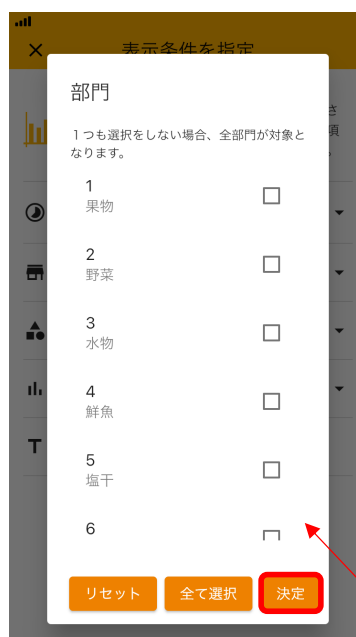 表示条件を指定
部門
さ
項
１つも選択をしない場合、全部門が対象と
なります。
1
果物
2
野菜
3
水物
4
鮮魚
5
塩干
6
リセット 全て選択 決定